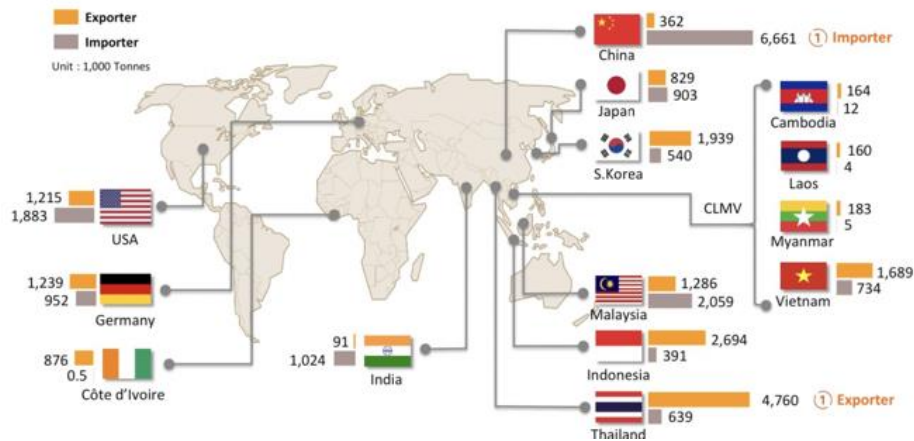 Exporter
Importer
Unit : 1,000 Tonnes
362
6,661
① Importer
China
829
903
Japan
1,939
540
S.Korea
164
12
Cambodia
160
4
Laos
CLMV
183
5
Myanmar
1,689
734
Vietnam
1,215
1,883
USA
1,239
952
Germany
876
0.5
Côte d’Ivoire
91
1,024
India
1,286
2,059
Malaysia
2,694
391
Indonesia
4,760
639
① Exporter
Thailand